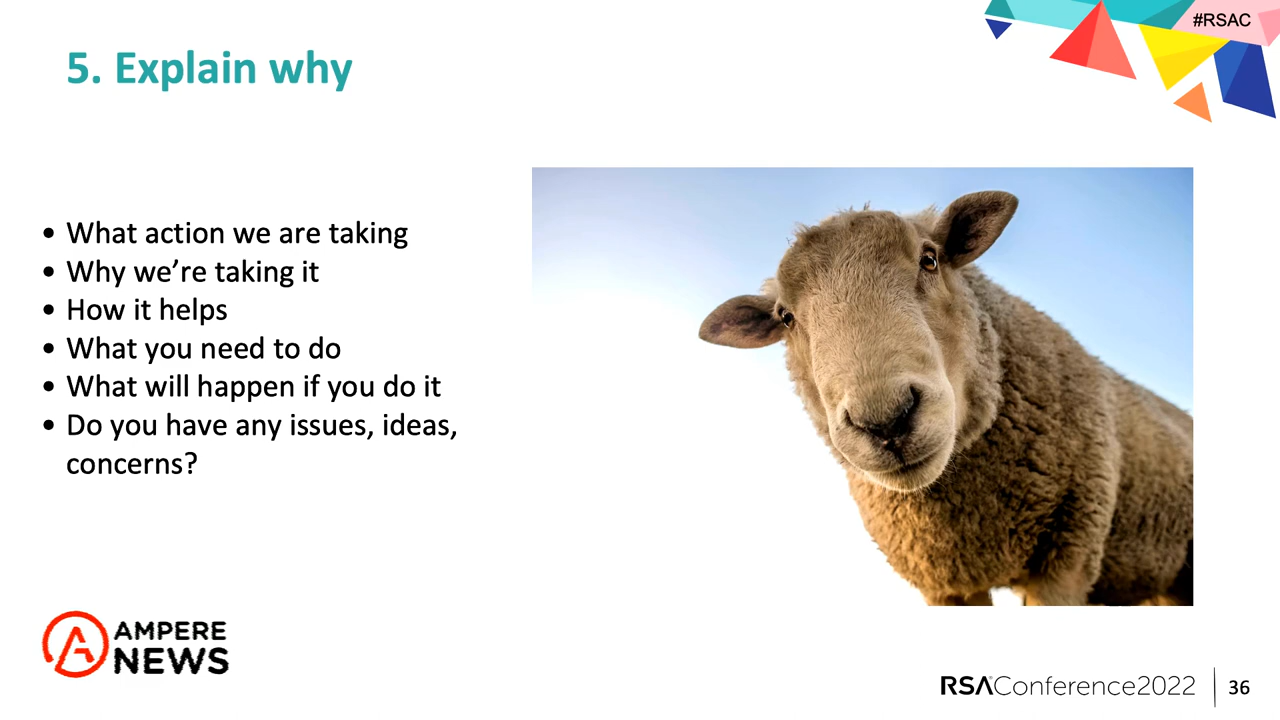 #RSAC
5. Explain why
• What action we are taking
• Why we’re taking it
• How it helps
• What you need to do
• What will happen if you do it
• Do you have any issues, ideas,
concerns?
AMPERE
NEWS
RSAConference2022
36